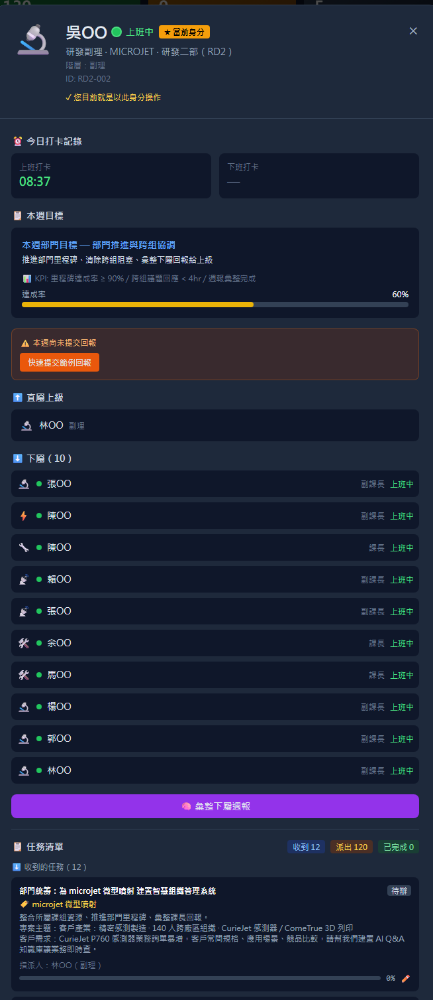 吳OO 上班中 ★ 當前身分
研發副理 · MICROJET · 研發二部（RD2）
階層：副理
ID: RD2-002
✓ 您目前就是以此身分操作
今日打卡記錄
上班打卡
08:37
下班打卡
—
本週目標
本週部門目標 — 部門推進與跨組協調
推進部門里程碑、清除跨組阻塞、彙整下屬回報給上級
KPI: 里程碑達成率 ≥ 90% / 跨組議題回應 < 4hr / 週報彙整完成
達成率 60%
本週尚未提交回報
快速提交範例回報
直屬上級
林OO 副理
下屬（10）
張OO 副課長 上班中
陳OO 副課長 上班中
陳OO 課長 上班中
賴OO 副課長 上班中
張OO 副課長 上班中
余OO 課長 上班中
馬OO 課長 上班中
楊OO 副課長 上班中
郭OO 副課長 上班中
林OO 副課長 上班中
彙整下屬週報
任務清單 收到 12 派出 120 已完成 0
收到的任務（12）
部門統籌：為 microjet 微型噴射 建置智慧組織管理系統 待辦
microjet 微型噴射
整合所屬課組資源、推進部門里程碑、彙整課長回報。
專案主題：客戶產業：精密感測製造 · 140 人跨廠區組織 · CurieJet 感測器 / ComeTrue 3D 列印
客戶需求：CurieJet P760 感測器業務詢單暴增，客戶常問規格、應用場景、競品比較，請幫我們建置 AI Q&A
知識庫讓業務即時查。
指派人：林OO（副理）
0%